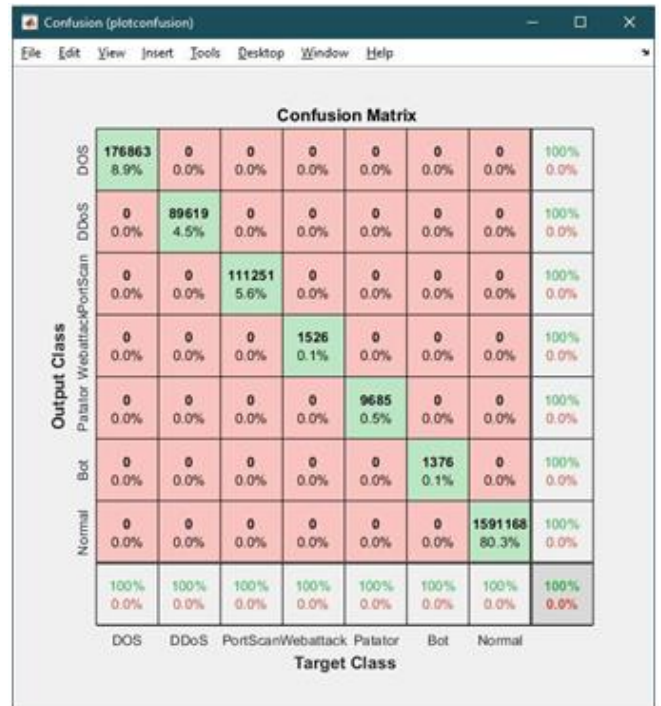 Confusion (plotconfusion)
File Edit View Insert Tools Desktop Window Help
Confusion Matrix
DOS 176863 0 0 0 0 0 0 100%
8.9% 0.0% 0.0% 0.0% 0.0% 0.0% 0.0% 0.0%
DDoS 0 89619 0 0 0 0 0 100%
0.0% 4.5% 0.0% 0.0% 0.0% 0.0% 0.0% 0.0%
PortScan 0 0 111251 0 0 0 0 100%
0.0% 0.0% 5.6% 0.0% 0.0% 0.0% 0.0% 0.0%
Webattack 0 0 0 1526 0 0 0 100%
0.0% 0.0% 0.0% 0.1% 0.0% 0.0% 0.0% 0.0%
Patator 0 0 0 0 9685 0 0 100%
0.0% 0.0% 0.0% 0.0% 0.5% 0.0% 0.0% 0.0%
Bot 0 0 0 0 0 1376 0 100%
0.0% 0.0% 0.0% 0.0% 0.0% 0.1% 0.0% 0.0%
Normal 0 0 0 0 0 0 1591168 100%
0.0% 0.0% 0.0% 0.0% 0.0% 0.0% 80.3% 0.0%
100% 100% 100% 100% 100% 100% 100% 100%
0.0% 0.0% 0.0% 0.0% 0.0% 0.0% 0.0% 0.0%
DOS DDoS PortScan Webattack Patator Bot Normal
Target Class
Output Class